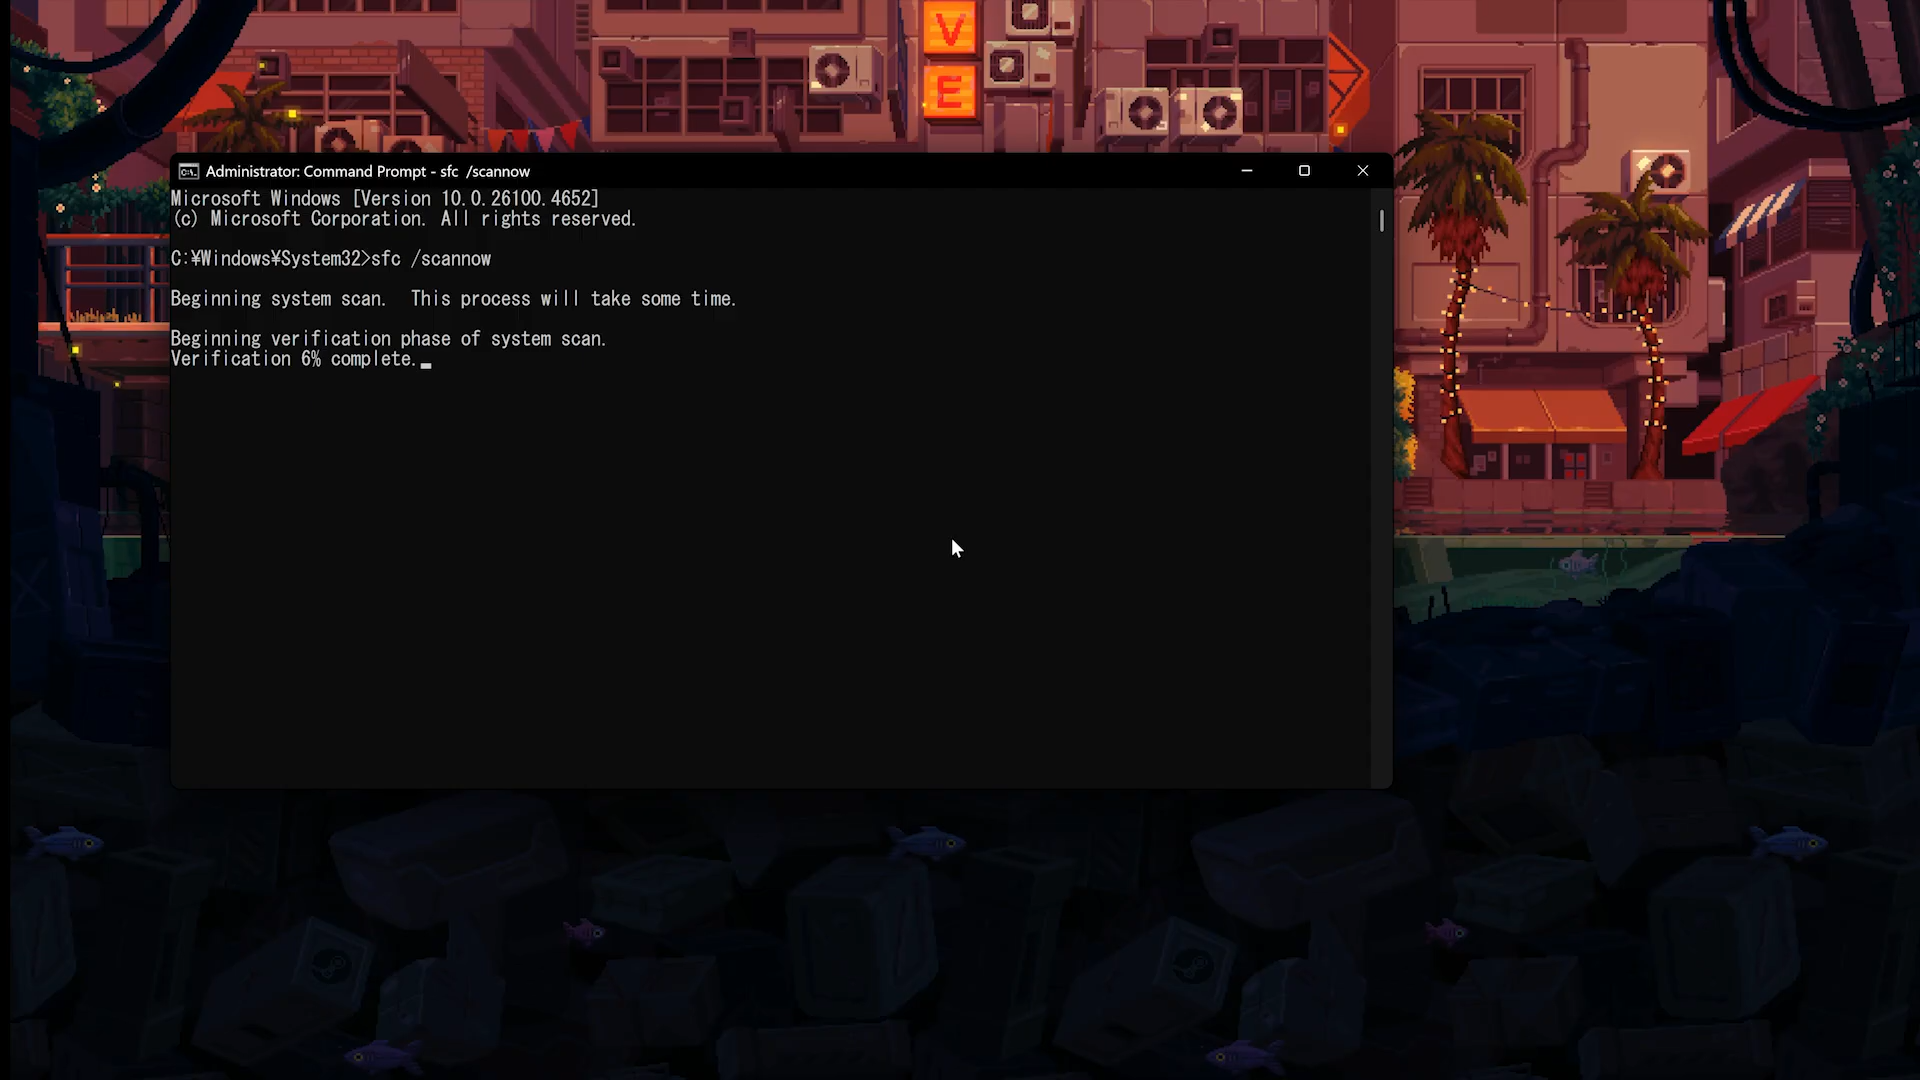 V
E
Administrator: Command Prompt - sfc  /scannow
Microsoft Windows [Version 10.0.26100.4652]
(c) Microsoft Corporation. All rights reserved.
C:¥Windows¥System32>sfc /scannow
Beginning system scan.  This process will take some time.
Beginning verification phase of system scan.
Verification 6% complete.